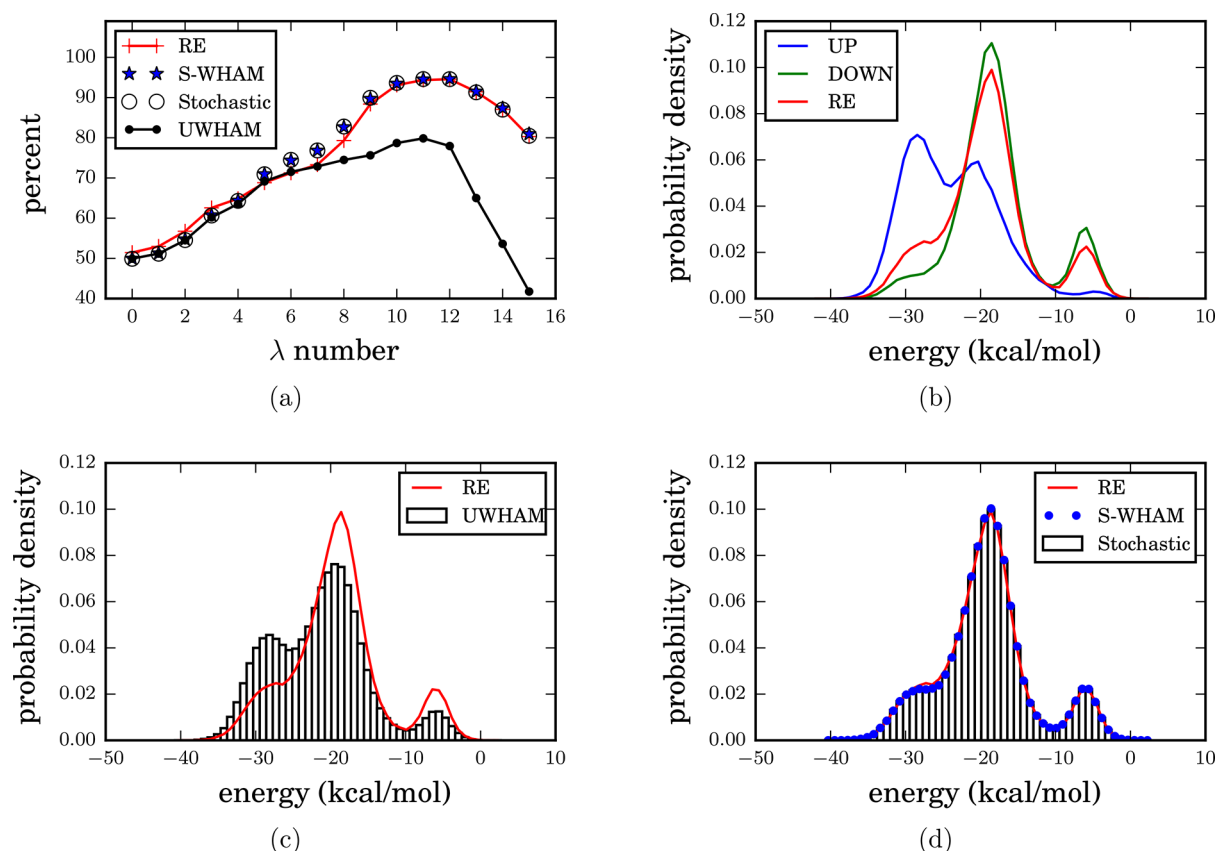 RE
S-WHAM
Stochastic
UWHAM
percent
100
90
80
70
60
50
40
0 2 4 6 8 10 12 14 16
λ number
(a)
UP
DOWN
RE
probability density
0.12
0.10
0.08
0.06
0.04
0.02
0.00
−50 −40 −30 −20 −10 0 10
energy (kcal/mol)
(b)
RE
UWHAM
probability density
0.12
0.10
0.08
0.06
0.04
0.02
0.00
−50 −40 −30 −20 −10 0 10
energy (kcal/mol)
(c)
RE
S-WHAM
Stochastic
probability density
0.12
0.10
0.08
0.06
0.04
0.02
0.00
−50 −40 −30 −20 −10 0 10
energy (kcal/mol)
(d)